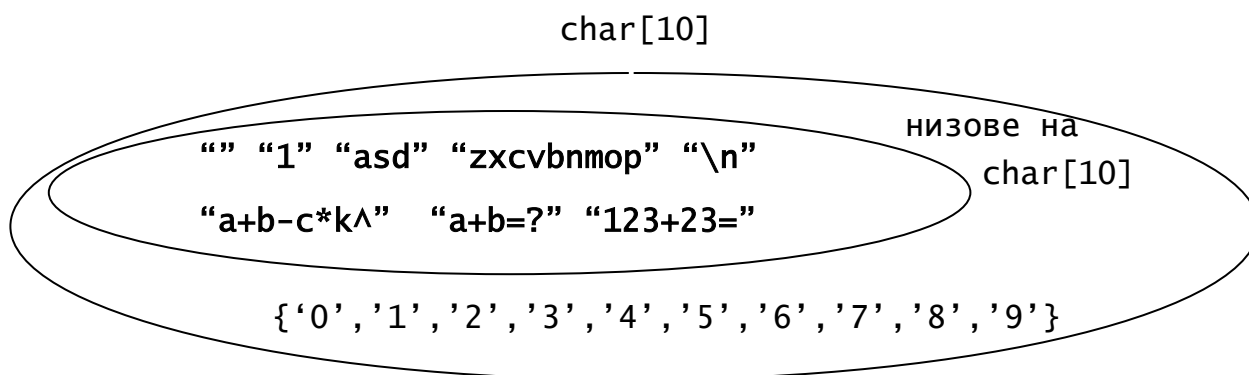 char[10]
низове на
char[10]
“” “1” “asd” “zxcvbnmop” “\n”
“a+b-c*k^” “a+b=?” “123+23=”
{‘0’,’1’,’2’,’3’,’4’,’5’,’6’,’7’,’8’,’9’}